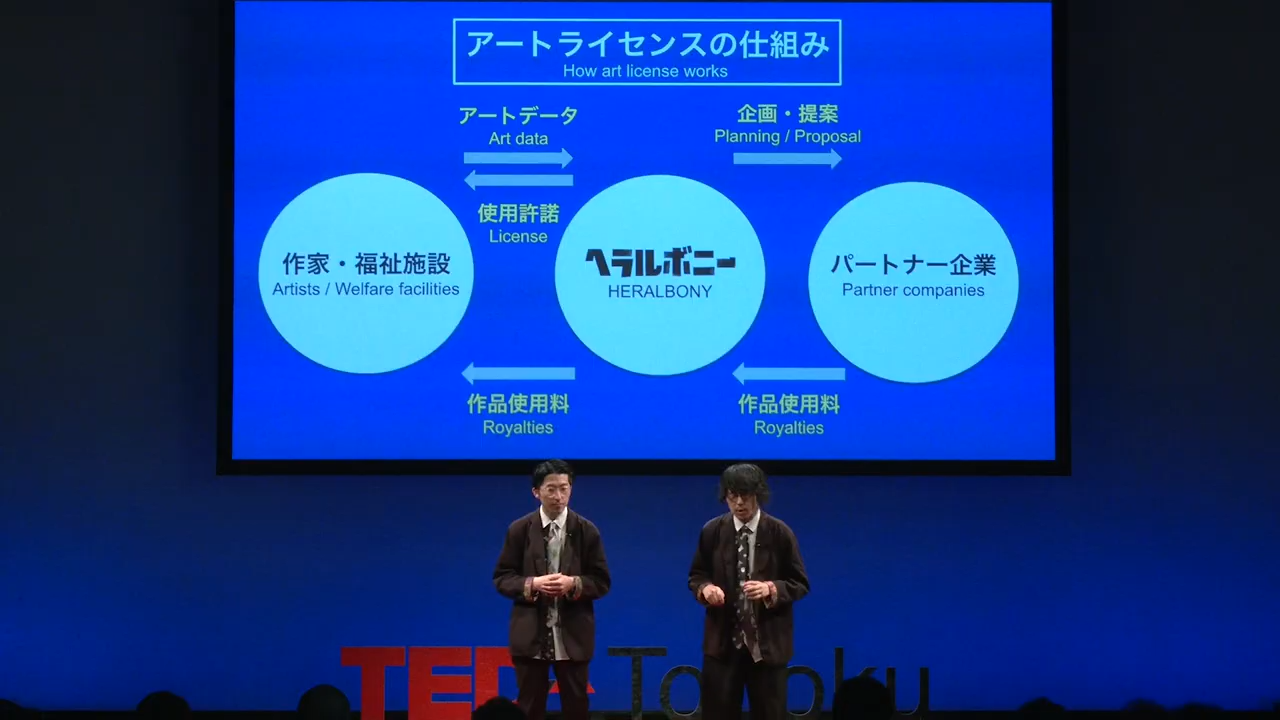 アートライセンスの仕組み
How art license works
アートデータ
Art data
企画・提案
Planning / Proposal
使用許諾
License
作家・福祉施設
Artists / Welfare facilities
ヘラルボニー
HERALBONY
パートナー企業
Partner companies
作品使用料
Royalties
作品使用料
Royalties